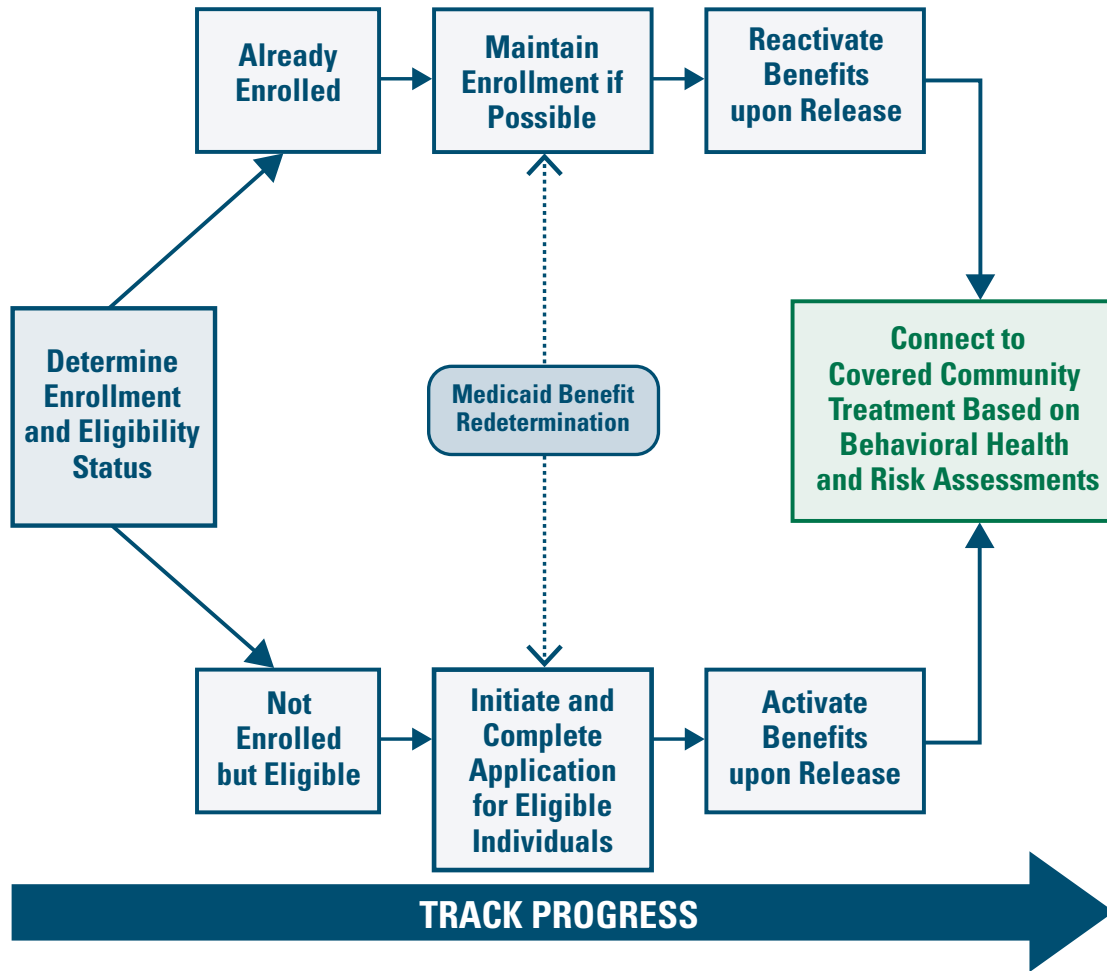 Already
Enrolled
Maintain
Enrollment if
Possible
Reactivate
Benefits
upon Release
Determine
Enrollment
and Eligibility
Status
Medicaid Benefit
Redetermination
Connect to
Covered Community
Treatment Based on
Behavioral Health
and Risk Assessments
Not
Enrolled
but Eligible
Initiate and
Complete
Application
for Eligible
Individuals
Activate
Benefits
upon Release
TRACK PROGRESS